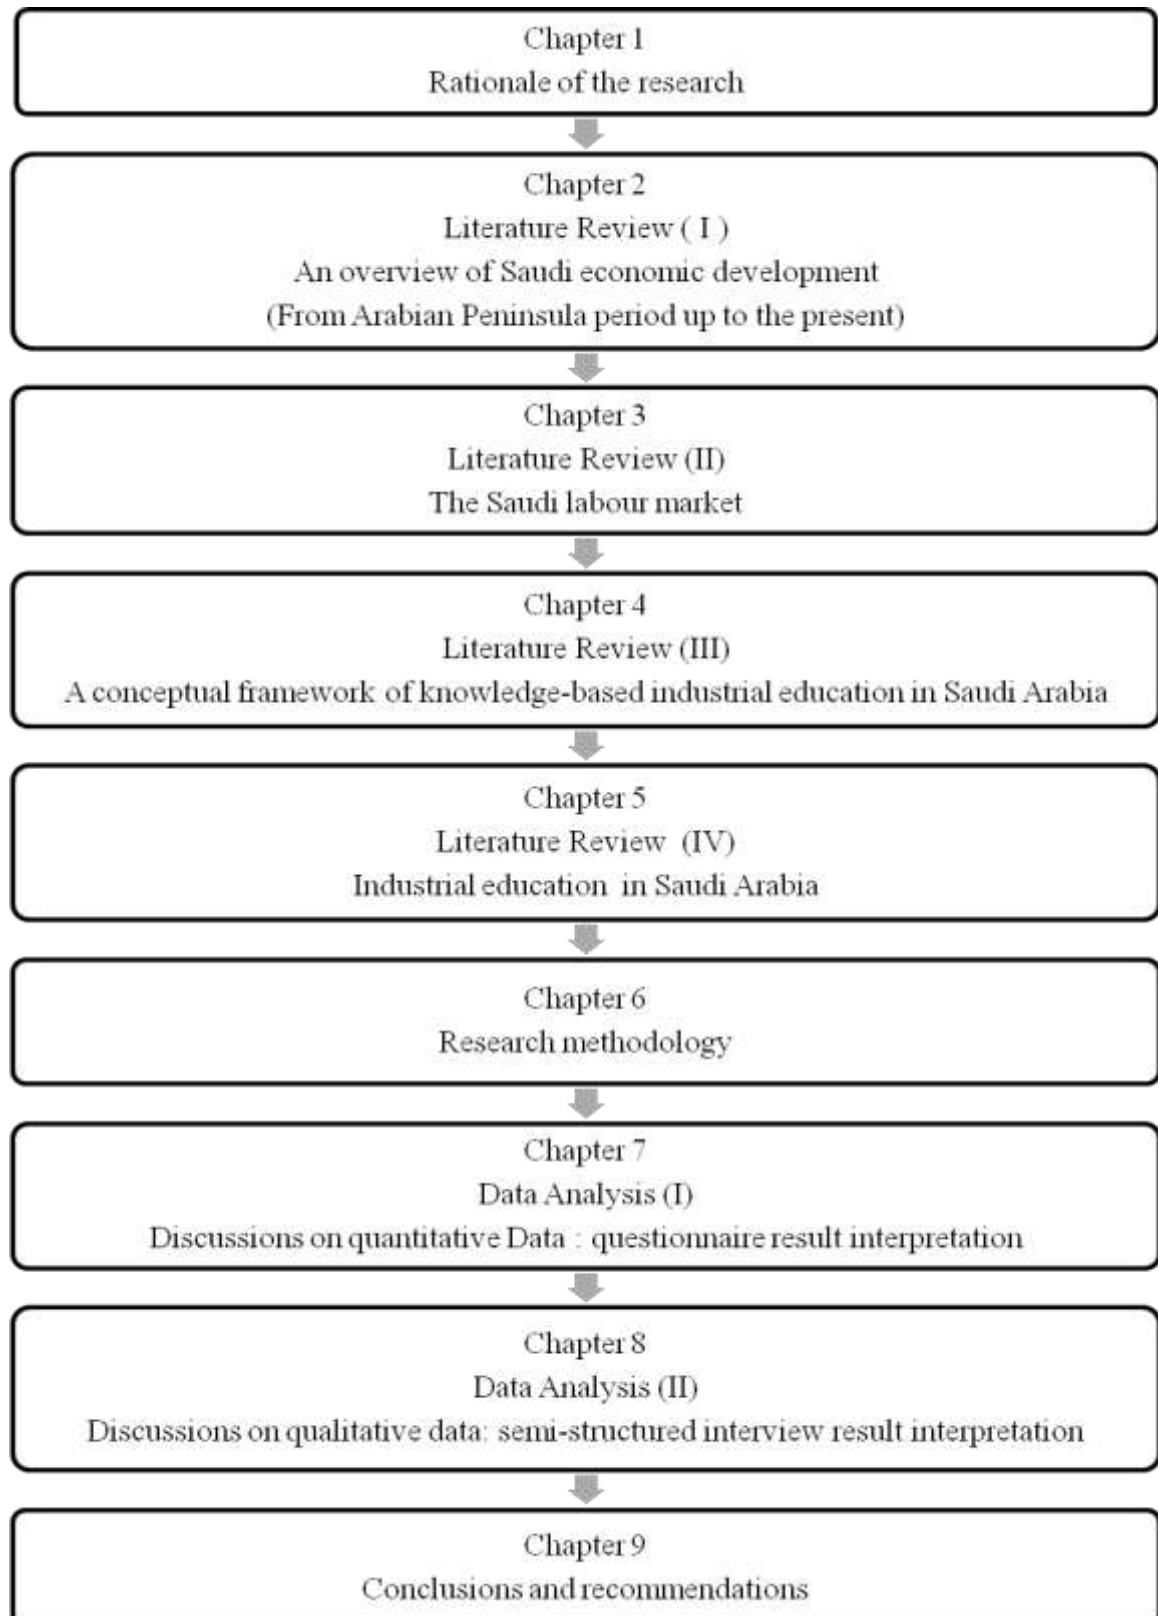 Chapter 1
Rationale of the research
Chapter 2
Literature Review ( I )
An overview of Saudi economic development
(From Arabian Peninsula period up to the present)
Chapter 3
Literature Review (II)
The Saudi labour market
Chapter 4
Literature Review (III)
A conceptual framework of knowledge-based industrial education in Saudi Arabia
Chapter 5
Literature Review (IV)
Industrial education in Saudi Arabia
Chapter 6
Research methodology
Chapter 7
Data Analysis (I)
Discussions on quantitative Data : questionnaire result interpretation
Chapter 8
Data Analysis (II)
Discussions on qualitative data: semi-structured interview result interpretation
Chapter 9
Conclusions and recommendations